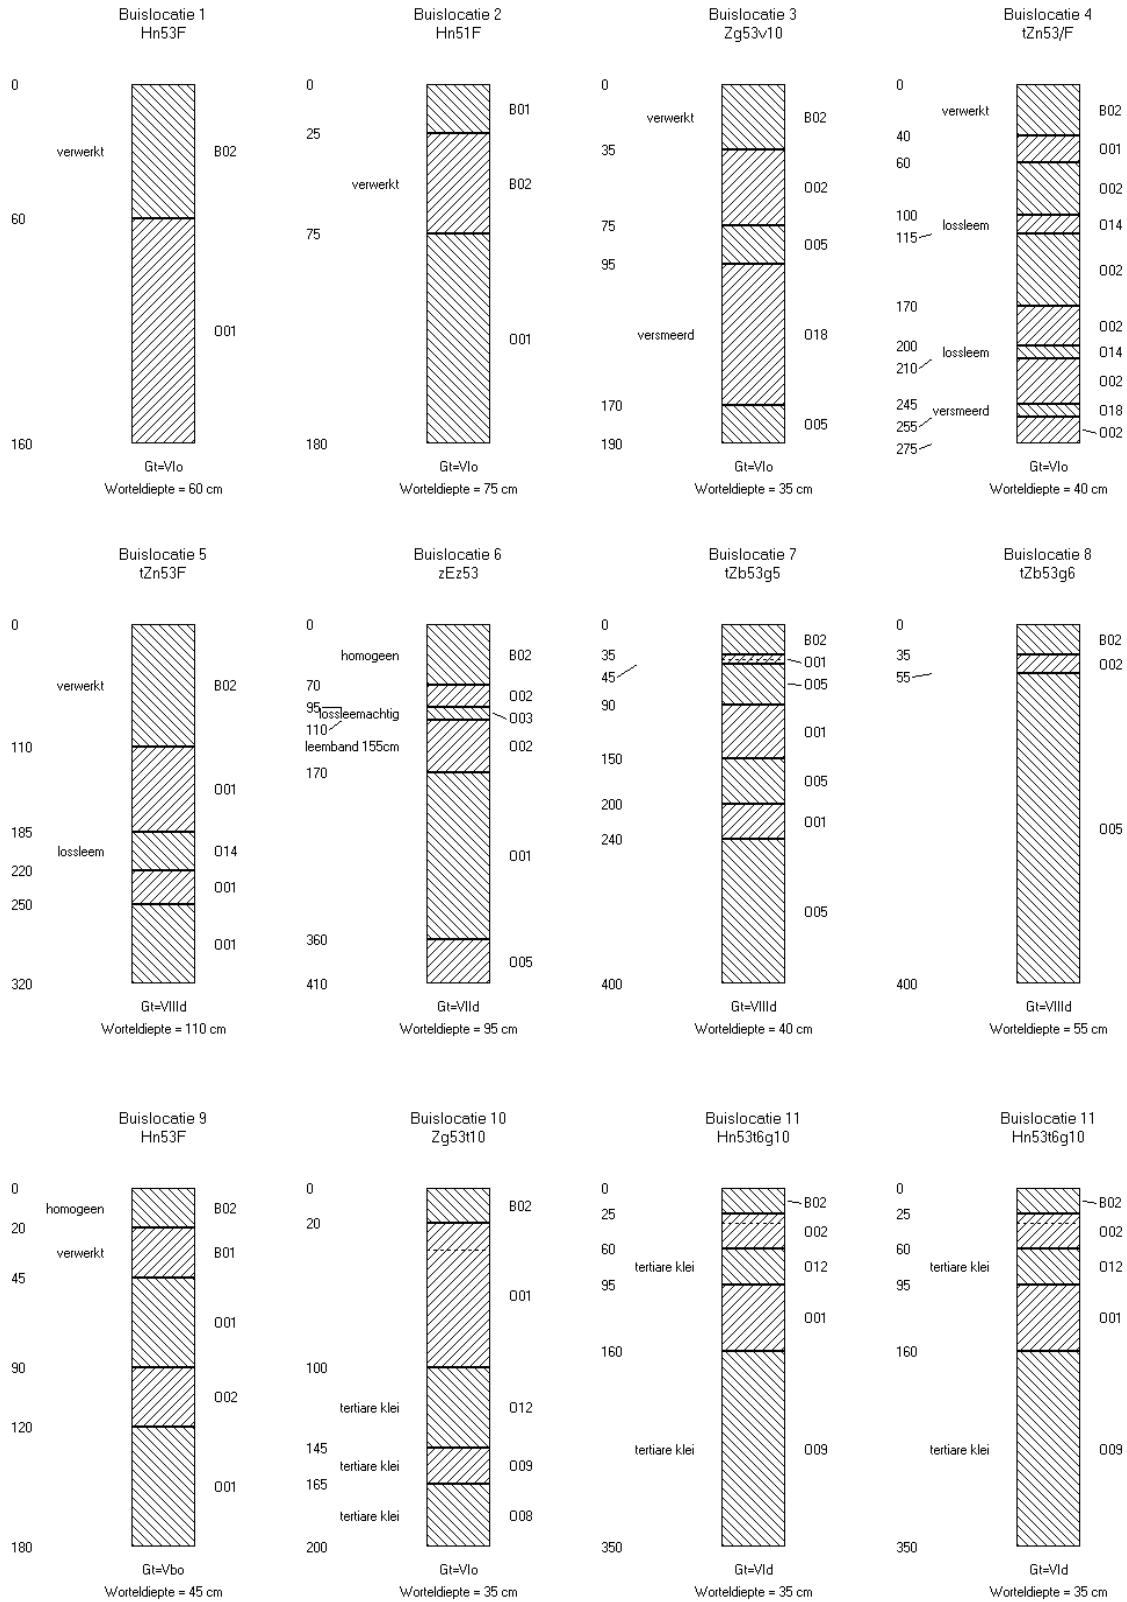 Buislocatie 1
Hn53F
0
verwerkt
B02
60
O01
160
Gt=VIo
Worteldiepte = 60 cm
Buislocatie 2
Hn51F
0
B01
25
verwerkt
B02
75
O01
180
Gt=VIo
Worteldiepte = 75 cm
Buislocatie 3
Zg53v10
0
verwerkt
B02
35
O02
75
O05
95
versmeerd
O18
170
O05
190
Gt=VIo
Worteldiepte = 35 cm
Buislocatie 4
tZn53/F
0
verwerkt
B02
40
O01
60
O02
100
lossleem
O14
115
O02
170
O02
200
lossleem
O14
210
O02
245
versmeerd
O18
255
O02
275
Gt=VIo
Worteldiepte = 40 cm
Buislocatie 5
tZn53F
0
verwerkt
B02
110
O01
185
lossleem
O14
220
O01
250
O01
320
Gt=VIIId
Worteldiepte = 110 cm
Buislocatie 6
zEz53
0
homogeen
B02
70
O02
95
lossleemachtig
O03
110
leemband 155cm
O02
170
O01
360
O05
410
Gt=VIId
Worteldiepte = 95 cm
Buislocatie 7
tZb53g5
0
B02
35
O01
45
O05
90
O01
150
O05
200
O01
240
O05
400
Gt=VIIId
Worteldiepte = 40 cm
Buislocatie 8
tZb53g6
0
B02
35
O02
55
O05
400
Gt=VIIId
Worteldiepte = 55 cm
Buislocatie 9
Hn53F
0
homogeen
B02
20
verwerkt
B01
45
O01
90
O02
120
O01
180
Gt=Vbo
Worteldiepte = 45 cm
Buislocatie 10
Zg53t10
0
B02
20
O01
100
tertiare klei
O12
145
tertiare klei
O09
165
tertiare klei
O08
200
Gt=VIo
Worteldiepte = 35 cm
Buislocatie 11
Hn53t6g10
0
B02
25
O02
60
tertiare klei
O12
95
O01
160
tertiare klei
O09
350
Gt=VId
Worteldiepte = 35 cm
Buislocatie 11
Hn53t6g10
0
B02
25
O02
60
tertiare klei
O12
95
O01
160
tertiare klei
O09
350
Gt=VId
Worteldiepte = 35 cm